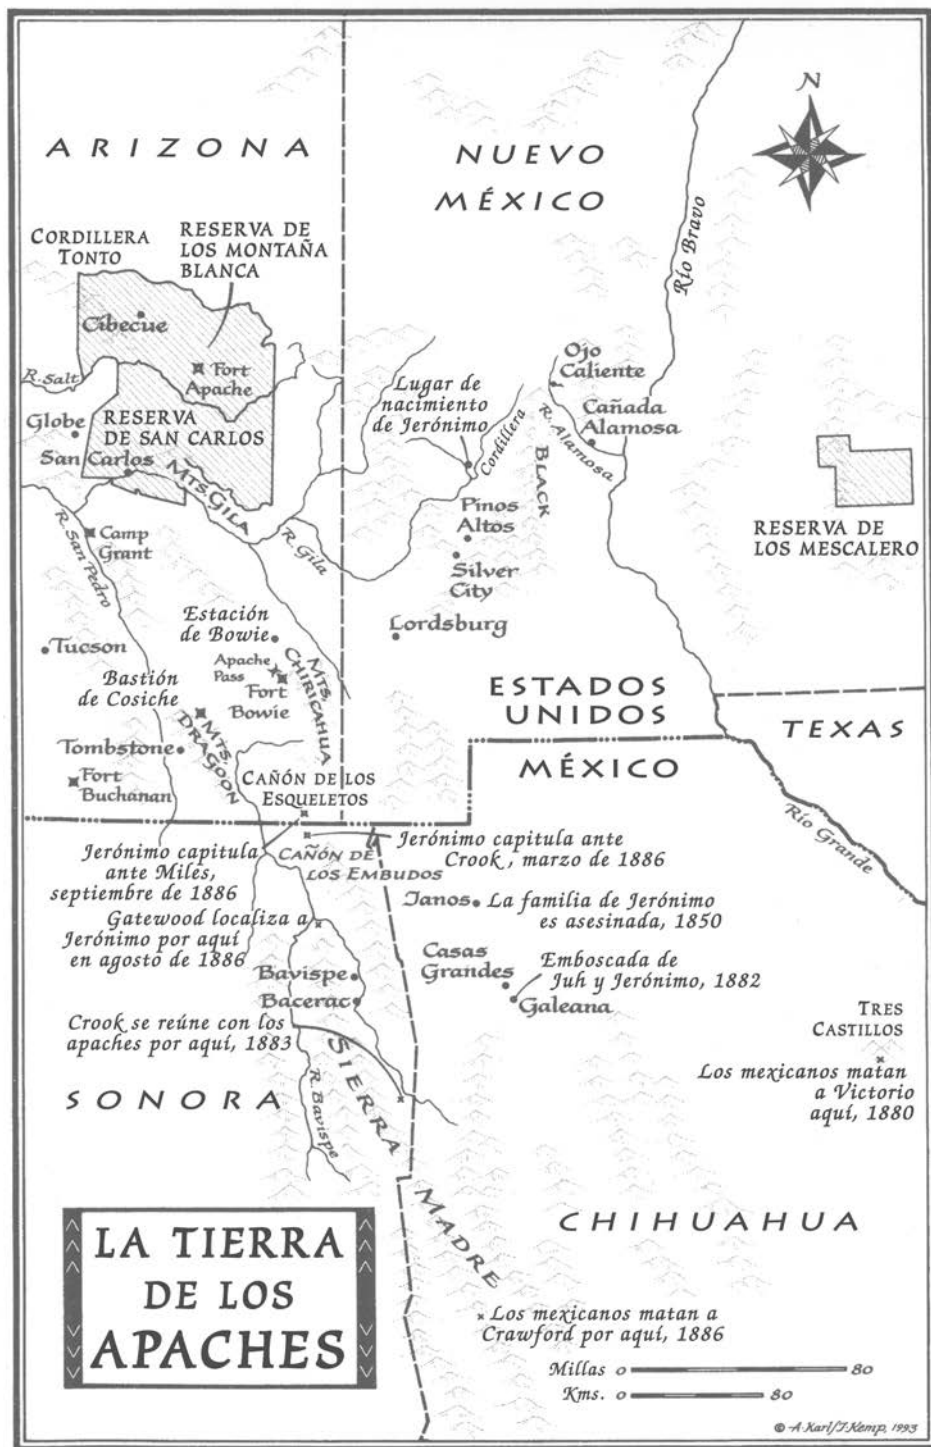 N
ARIZONA
NUEVO
MÉXICO
Río Bravo
CORDILLERA
TONTO
RESERVA DE
LOS MONTAÑA
BLANCA
Cibecue
Fort
Apache
R. Salt
Globe
RESERVA
DE SAN CARLOS
San Carlos
MTS. GILA
Lugar de
nacimiento
de Jerónimo
Cordillera
BLACK
Ojo
Caliente
Cañada
Alamosa
R. Alamosa
Pinos
Altos
Silver
City
Lordsburg
RESERVA DE
LOS MESCALERO
R. San Pedro
Camp
Grant
R. Gila
Estación
de Bowie
Tucson
Apache
Pass
Fort
Bowie
MTS.
CHIRICAHUA
Bastión
de Cosiche
MTS.
DRAGOON
Tombstone
Fort
Buchanan
ESTADOS
UNIDOS
MÉXICO
TEXAS
Río Grande
CAÑÓN DE LOS
ESQUELETOS
Jerónimo capitula
ante Miles,
septiembre de 1886
CAÑÓN DE
LOS EMBUDOS
Jerónimo capitula ante
Crook, marzo de 1886
Gatewood localiza a
Jerónimo por aquí
en agosto de 1886
Janos
La familia de Jerónimo
es asesinada, 1850
Bavispe
Bacerac
Casas
Grandes
Emboscada de
Juh y Jerónimo, 1882
Galeana
Crook se reúne con los
apaches por aquí, 1883
TRES
CASTILLOS
Los mexicanos matan
a Victorio
aquí, 1880
SONORA
R. Bavispe
SIERRA
MADRE
CHIHUAHUA
LA TIERRA
DE LOS
APACHES
Los mexicanos matan a
Crawford por aquí, 1886
Millas 0 80
Kms. 0 80
© A. Karl/J. Kemp, 1993